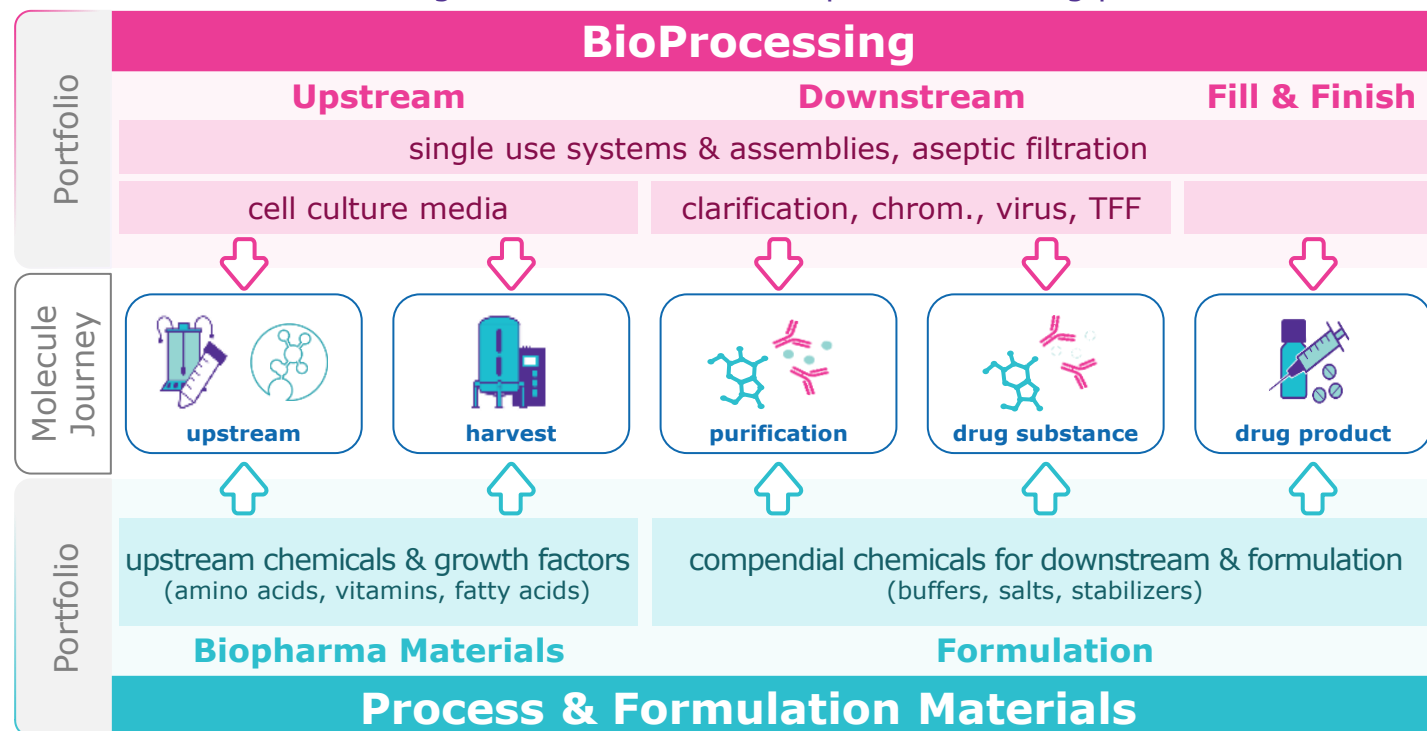 BioProcessing
Portfolio
Upstream
Downstream
Fill & Finish
single use systems & assemblies, aseptic filtration
cell culture media
clarification, chrom., virus, TFF
Molecule
Journey
upstream
harvest
purification
drug substance
drug product
Portfolio
upstream chemicals & growth factors
(amino acids, vitamins, fatty acids)
compendial chemicals for downstream & formulation
(buffers, salts, stabilizers)
Biopharma Materials
Formulation
Process & Formulation Materials